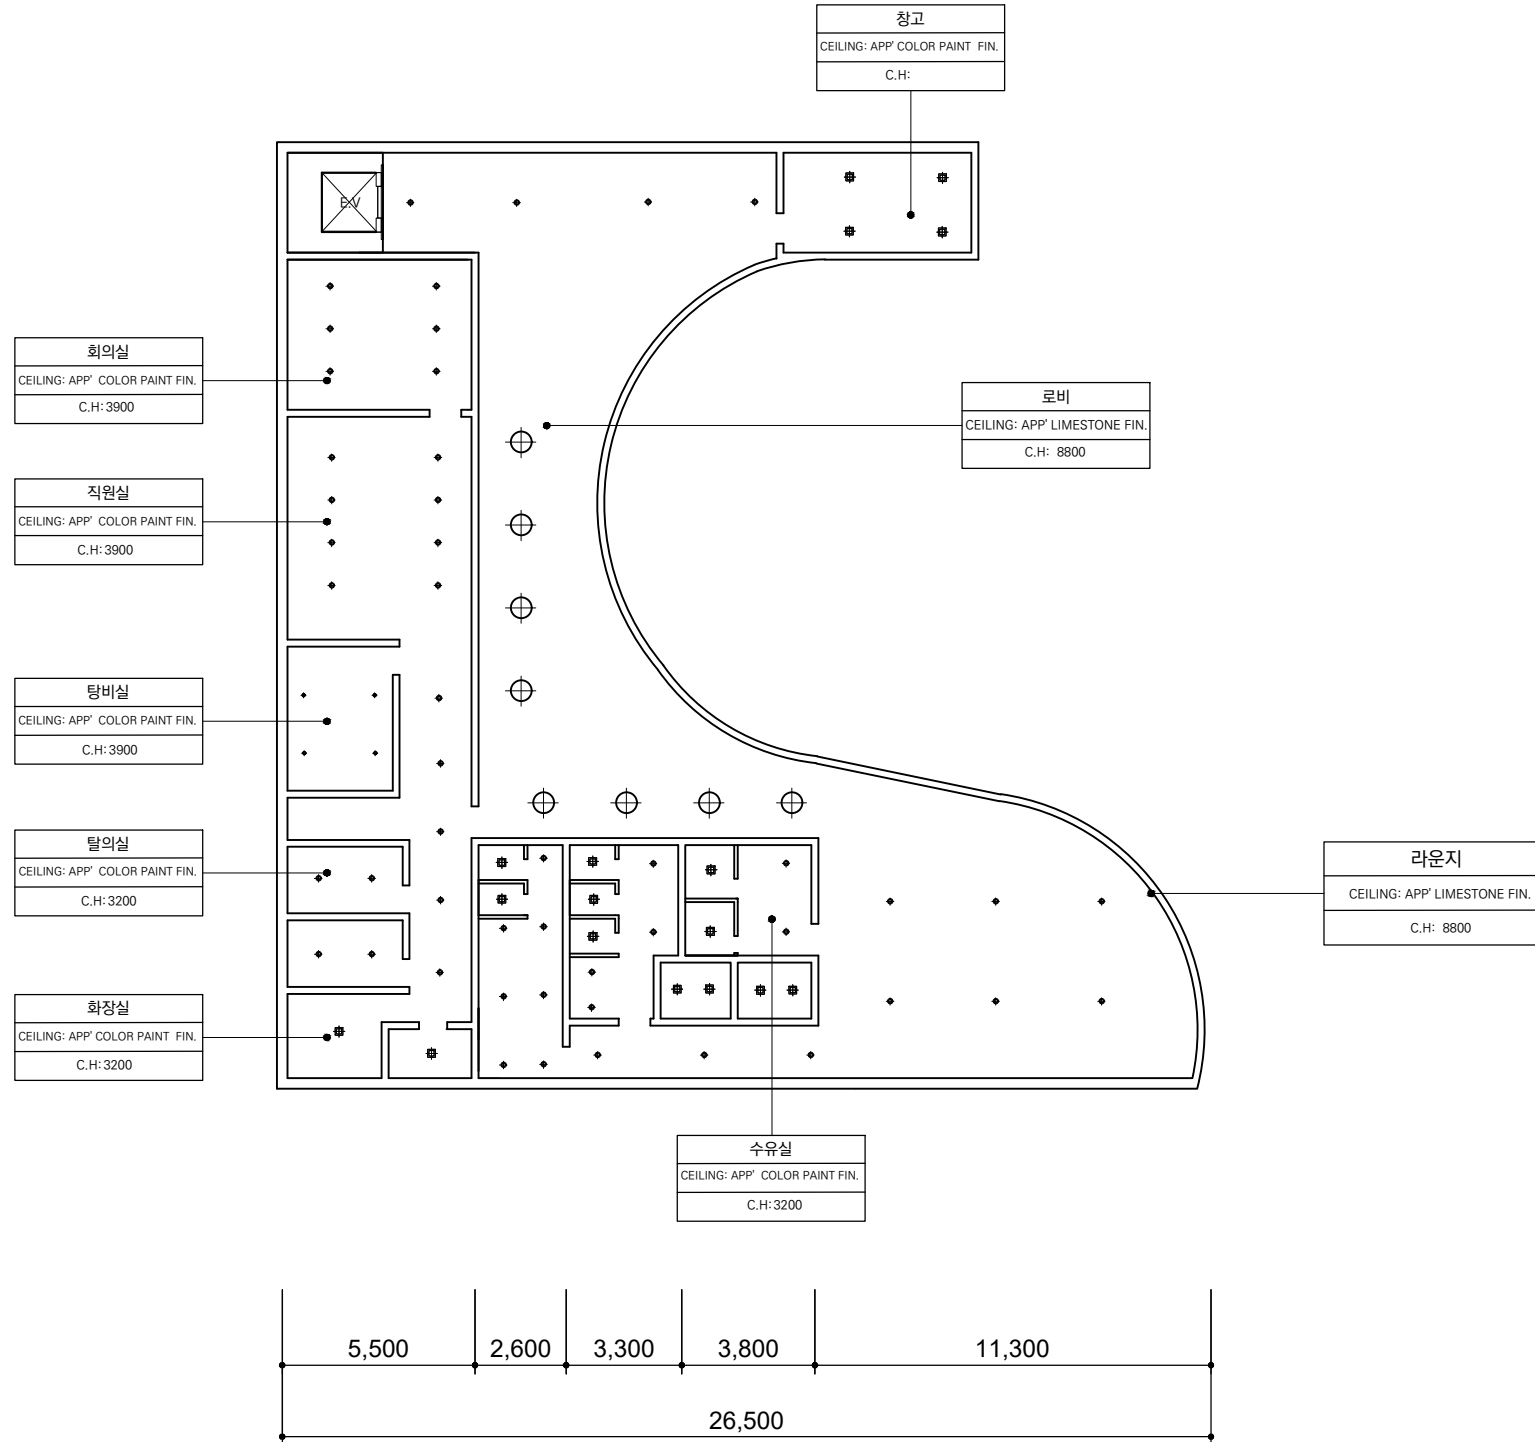 창고
CEILING: APP' COLOR PAINT FIN.
C.H:
E.V
회의실
CEILING: APP' COLOR PAINT FIN.
C.H: 3900
로비
CEILING: APP' LIMESTONE FIN.
C.H: 8800
직원실
CEILING: APP' COLOR PAINT FIN.
C.H: 3900
탕비실
CEILING: APP' COLOR PAINT FIN.
C.H: 3900
탈의실
CEILING: APP' COLOR PAINT FIN.
C.H: 3200
라운지
CEILING: APP' LIMESTONE FIN.
C.H: 8800
화장실
CEILING: APP' COLOR PAINT FIN.
C.H: 3200
수유실
CEILING: APP' COLOR PAINT FIN.
C.H: 3200
5,500 2,600 3,300 3,800 11,300
26,500